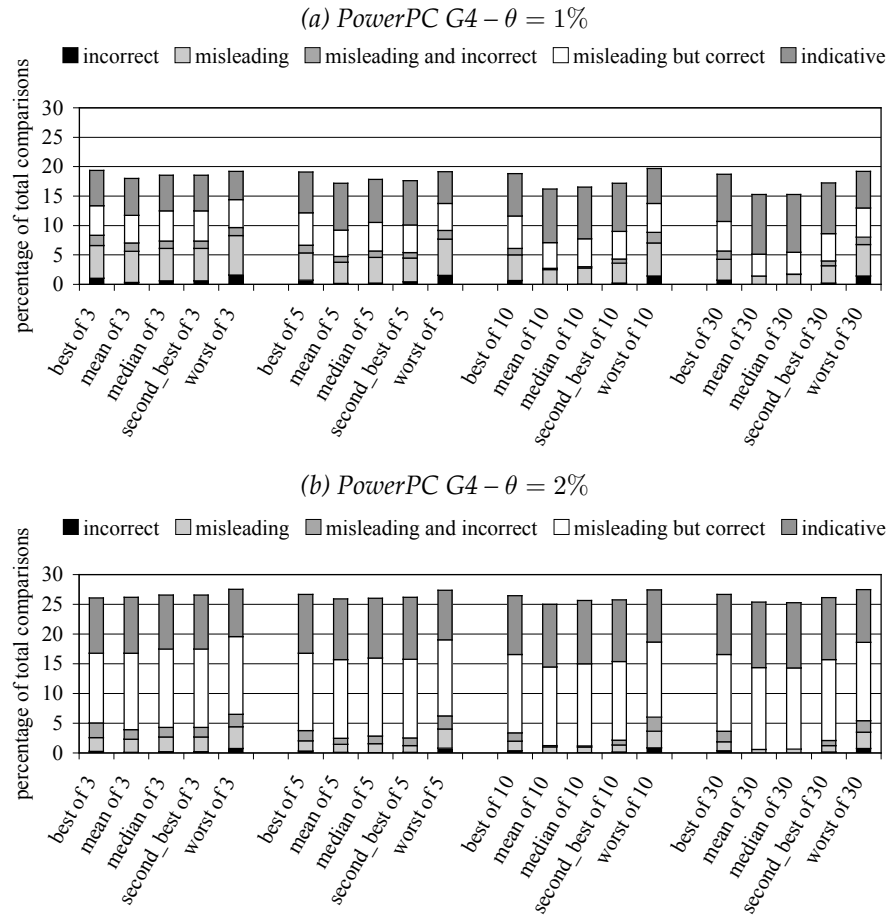 (a) PowerPC G4 – θ = 1%
incorrect misleading misleading and incorrect misleading but correct indicative
percentage of total comparisons
30
25
20
15
10
5
0
best of 3
mean of 3
median of 3
second_best of 3
worst of 3
best of 5
mean of 5
median of 5
second_best of 5
worst of 5
best of 10
mean of 10
median of 10
second_best of 10
worst of 10
best of 30
mean of 30
median of 30
second_best of 30
worst of 30
(b) PowerPC G4 – θ = 2%
incorrect misleading misleading and incorrect misleading but correct indicative
percentage of total comparisons
30
25
20
15
10
5
0
best of 3
mean of 3
median of 3
second_best of 3
worst of 3
best of 5
mean of 5
median of 5
second_best of 5
worst of 5
best of 10
mean of 10
median of 10
second_best of 10
worst of 10
best of 30
mean of 30
median of 30
second_best of 30
worst of 30